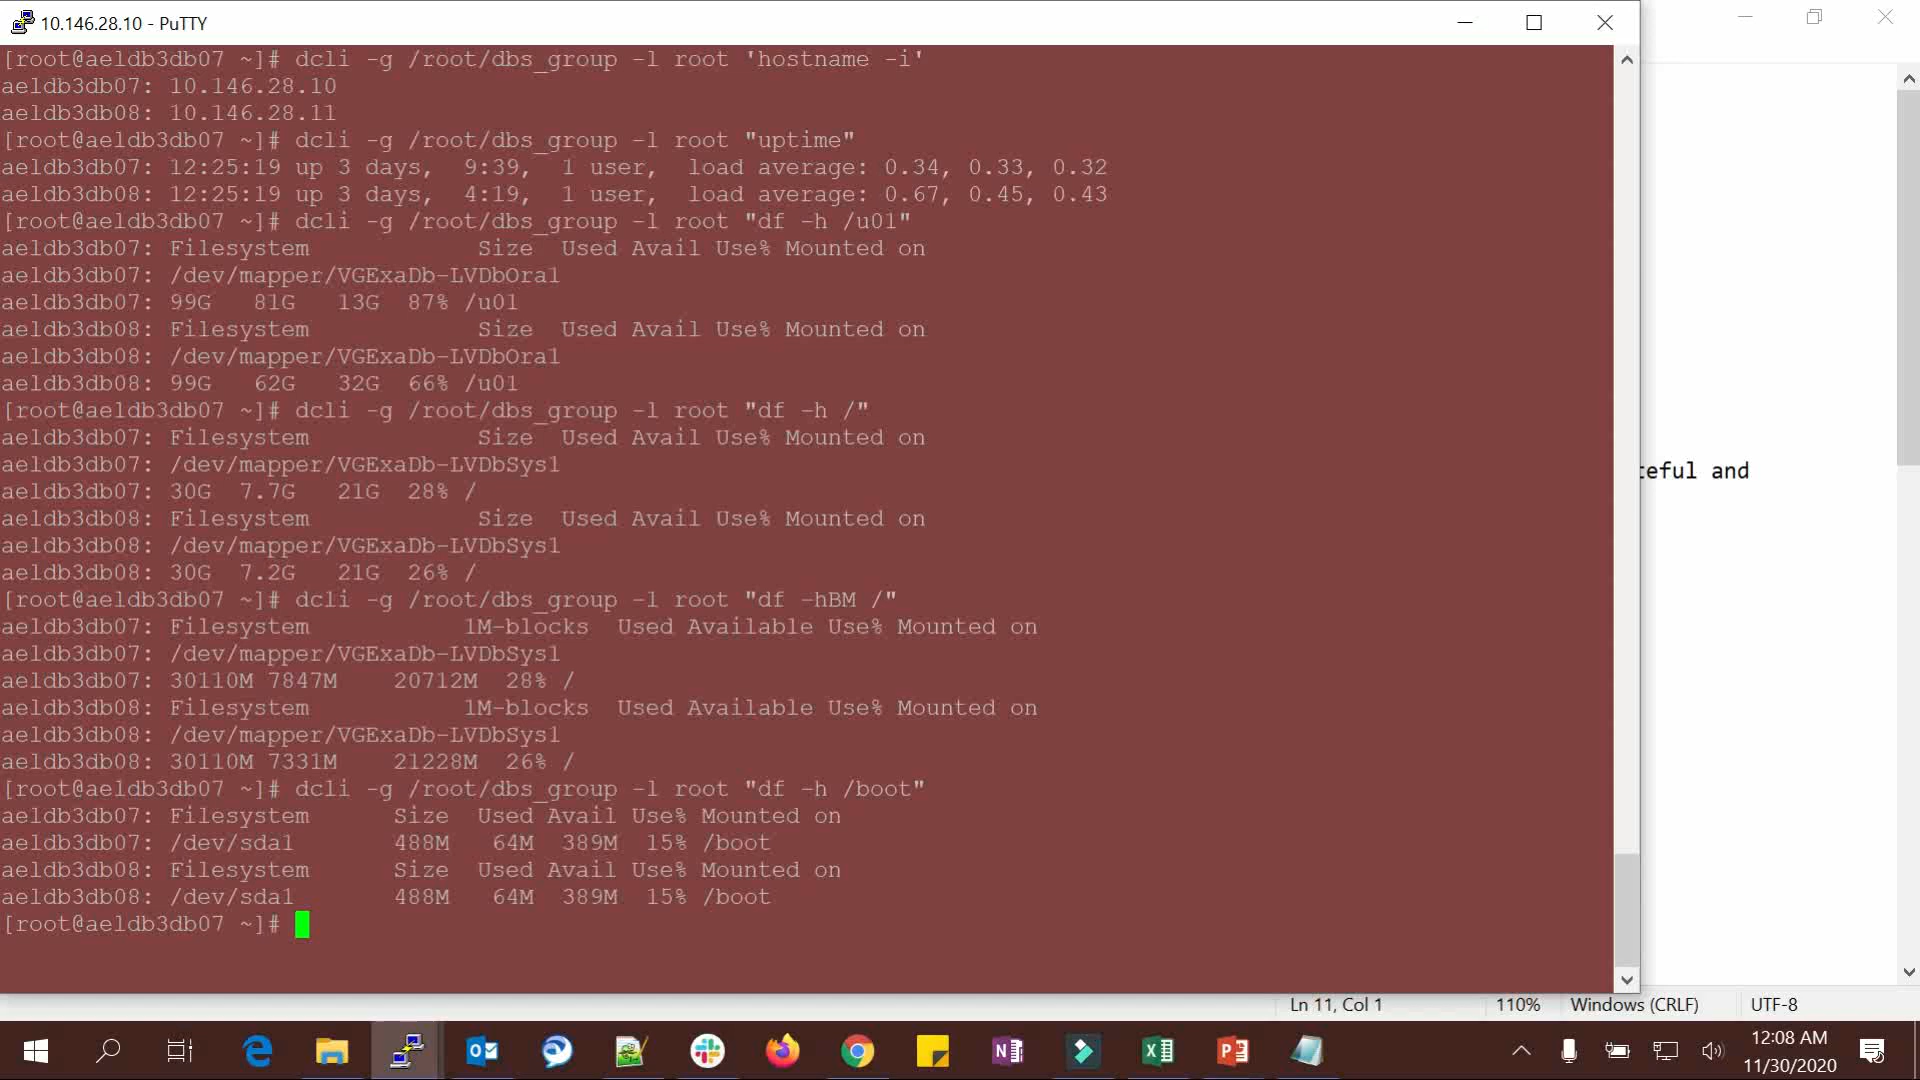 10.146.28.10 - PuTTY
[root@aeldb3db07 ~]# dcli -g /root/dbs_group -l root 'hostname -i'
aeldb3db07: 10.146.28.10
aeldb3db08: 10.146.28.11
[root@aeldb3db07 ~]# dcli -g /root/dbs_group -l root "uptime"
aeldb3db07: 12:25:19 up 3 days,  9:39,  1 user,  load average: 0.34, 0.33, 0.32
aeldb3db08: 12:25:19 up 3 days,  4:19,  1 user,  load average: 0.67, 0.45, 0.43
[root@aeldb3db07 ~]# dcli -g /root/dbs_group -l root "df -h /u01"
aeldb3db07: Filesystem            Size  Used Avail Use% Mounted on
aeldb3db07: /dev/mapper/VGExaDb-LVDbOra1
aeldb3db07: 99G   81G   13G  87% /u01
aeldb3db08: Filesystem            Size  Used Avail Use% Mounted on
aeldb3db08: /dev/mapper/VGExaDb-LVDbOra1
aeldb3db08: 99G   62G   32G  66% /u01
[root@aeldb3db07 ~]# dcli -g /root/dbs_group -l root "df -h /"
aeldb3db07: Filesystem            Size  Used Avail Use% Mounted on
aeldb3db07: /dev/mapper/VGExaDb-LVDbSys1
aeldb3db07: 30G  7.7G   21G  28% /
aeldb3db08: Filesystem            Size  Used Avail Use% Mounted on
aeldb3db08: /dev/mapper/VGExaDb-LVDbSys1
aeldb3db08: 30G  7.2G   21G  26% /
[root@aeldb3db07 ~]# dcli -g /root/dbs_group -l root "df -hBM /"
aeldb3db07: Filesystem           1M-blocks  Used Available Use% Mounted on
aeldb3db07: /dev/mapper/VGExaDb-LVDbSys1
aeldb3db07: 30110M 7847M    20712M  28% /
aeldb3db08: Filesystem           1M-blocks  Used Available Use% Mounted on
aeldb3db08: /dev/mapper/VGExaDb-LVDbSys1
aeldb3db08: 30110M 7331M    21228M  26% /
[root@aeldb3db07 ~]# dcli -g /root/dbs_group -l root "df -h /boot"
aeldb3db07: Filesystem      Size  Used Avail Use% Mounted on
aeldb3db07: /dev/sda1       488M   64M  389M  15% /boot
aeldb3db08: Filesystem      Size  Used Avail Use% Mounted on
aeldb3db08: /dev/sda1       488M   64M  389M  15% /boot
[root@aeldb3db07 ~]#
teful and
Ln 11, Col 1 110% Windows (CRLF) UTF-8
12:08 AM
11/30/2020